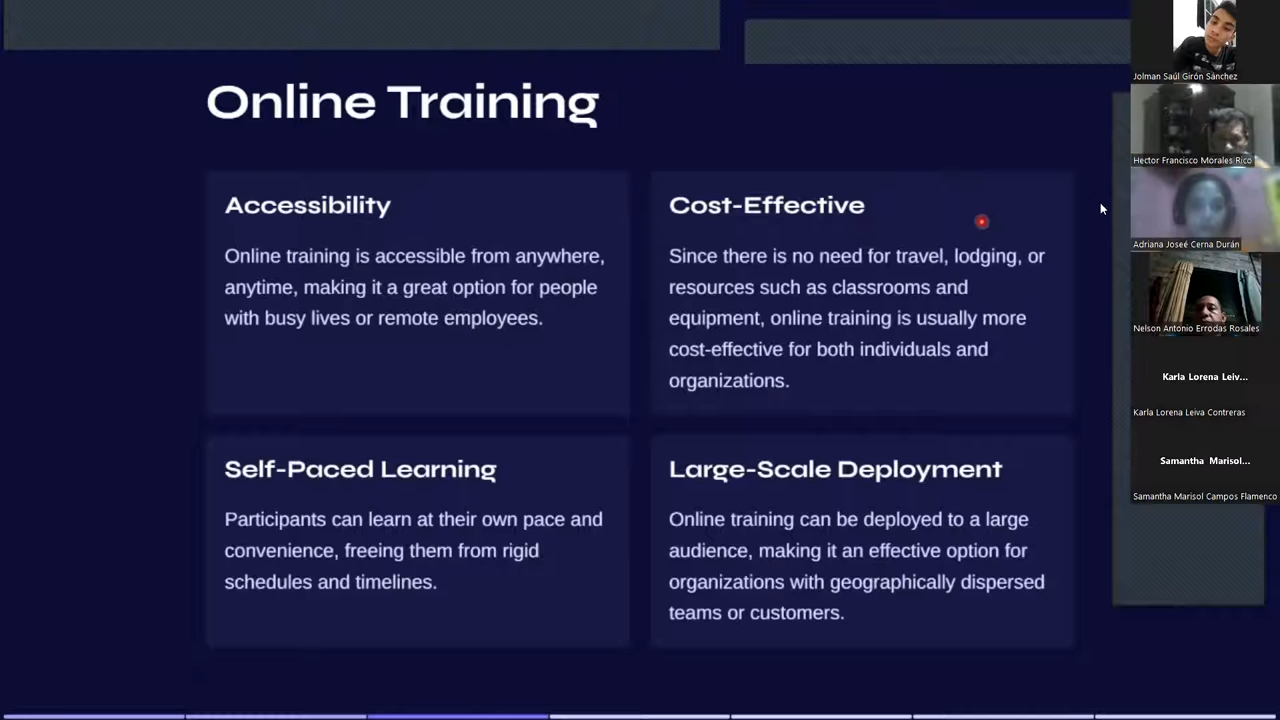 Online Training
Accessibility
Online training is accessible from anywhere,
anytime, making it a great option for people
with busy lives or remote employees.
Cost-Effective
Since there is no need for travel, lodging, or
resources such as classrooms and
equipment, online training is usually more
cost-effective for both individuals and
organizations.
Self-Paced Learning
Participants can learn at their own pace and
convenience, freeing them from rigid
schedules and timelines.
Large-Scale Deployment
Online training can be deployed to a large
audience, making it an effective option for
organizations with geographically dispersed
teams or customers.
Jolman Saúl Girón Sánchez
Hector Francisco Morales Rico
Adriana Joseé Cerna Durán
Nelson Antonio Errodas Rosales
Karla Lorena Leiv...
Karla Lorena Leiva Contreras
Samantha Marisol...
Samantha Marisol Campos Flamenco